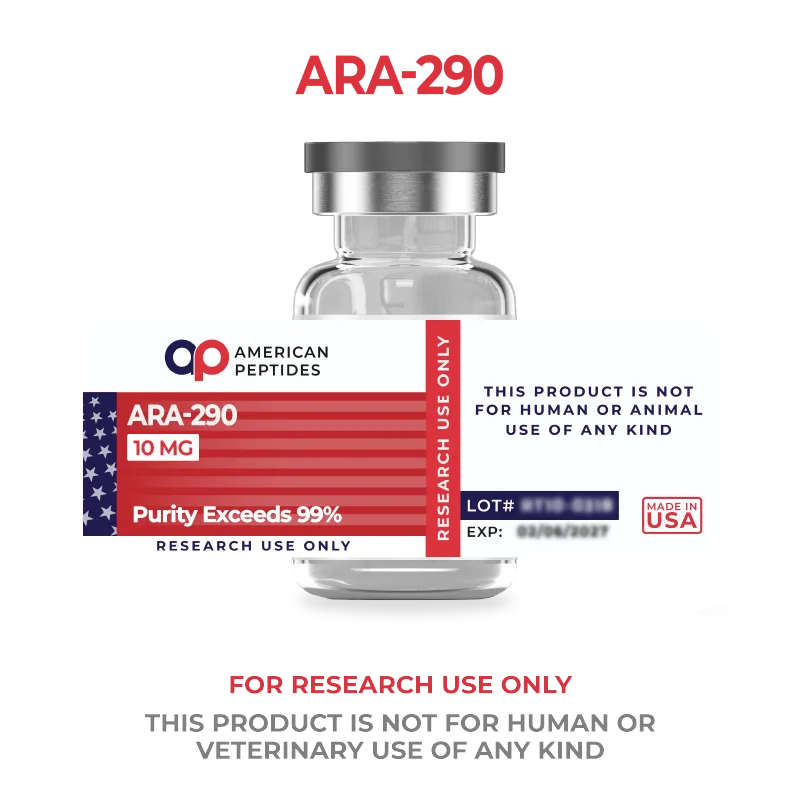 ARA-290
AMERICAN
PEPTIDES
ARA-290
10 MG
Purity Exceeds 99%
RESEARCH USE ONLY
RESEARCH USE ONLY
THIS PRODUCT IS NOT
FOR HUMAN OR ANIMAL
USE OF ANY KIND
LOT#
EXP:
MADE IN
USA
FOR RESEARCH USE ONLY
THIS PRODUCT IS NOT FOR HUMAN OR
VETERINARY USE OF ANY KIND